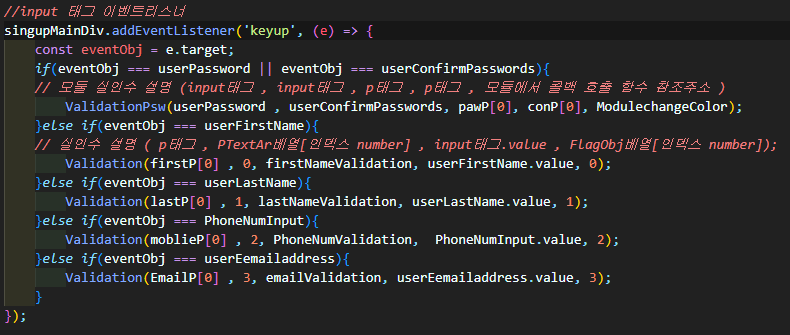 //input 태그 이벤트리스너
singupMainDiv.addEventListener('keyup', (e) => {
    const eventObj = e.target;
    if(eventObj === userPassword || eventObj === userConfirmPasswords){
    // 모듈 실인수 설명 (input태그 , input태그 , p태그 , p태그 , 모듈에서 콜백 호출 함수 참조주소 )
        ValidationPsw(userPassword , userConfirmPasswords, pawP[0], conP[0], ModulechangeColor);
    }else if(eventObj === userFirstName){
    // 실인수 설명 ( p태그 , PTextAr배열[인덱스 number] , input태그.value , FlagObj배열[인덱스 number]);
        Validation(firstP[0] , 0, firstNameValidation, userFirstName.value, 0);
    }else if(eventObj === userLastName){
        Validation(lastP[0] , 1, lastNameValidation, userLastName.value, 1);
    }else if(eventObj === PhoneNumInput){
        Validation(moblieP[0] , 2, PhoneNumValidation,  PhoneNumInput.value, 2);
    }else if(eventObj === userEemailaddress){
        Validation(EmailP[0] , 3, emailValidation, userEemailaddress.value, 3);
    }
});